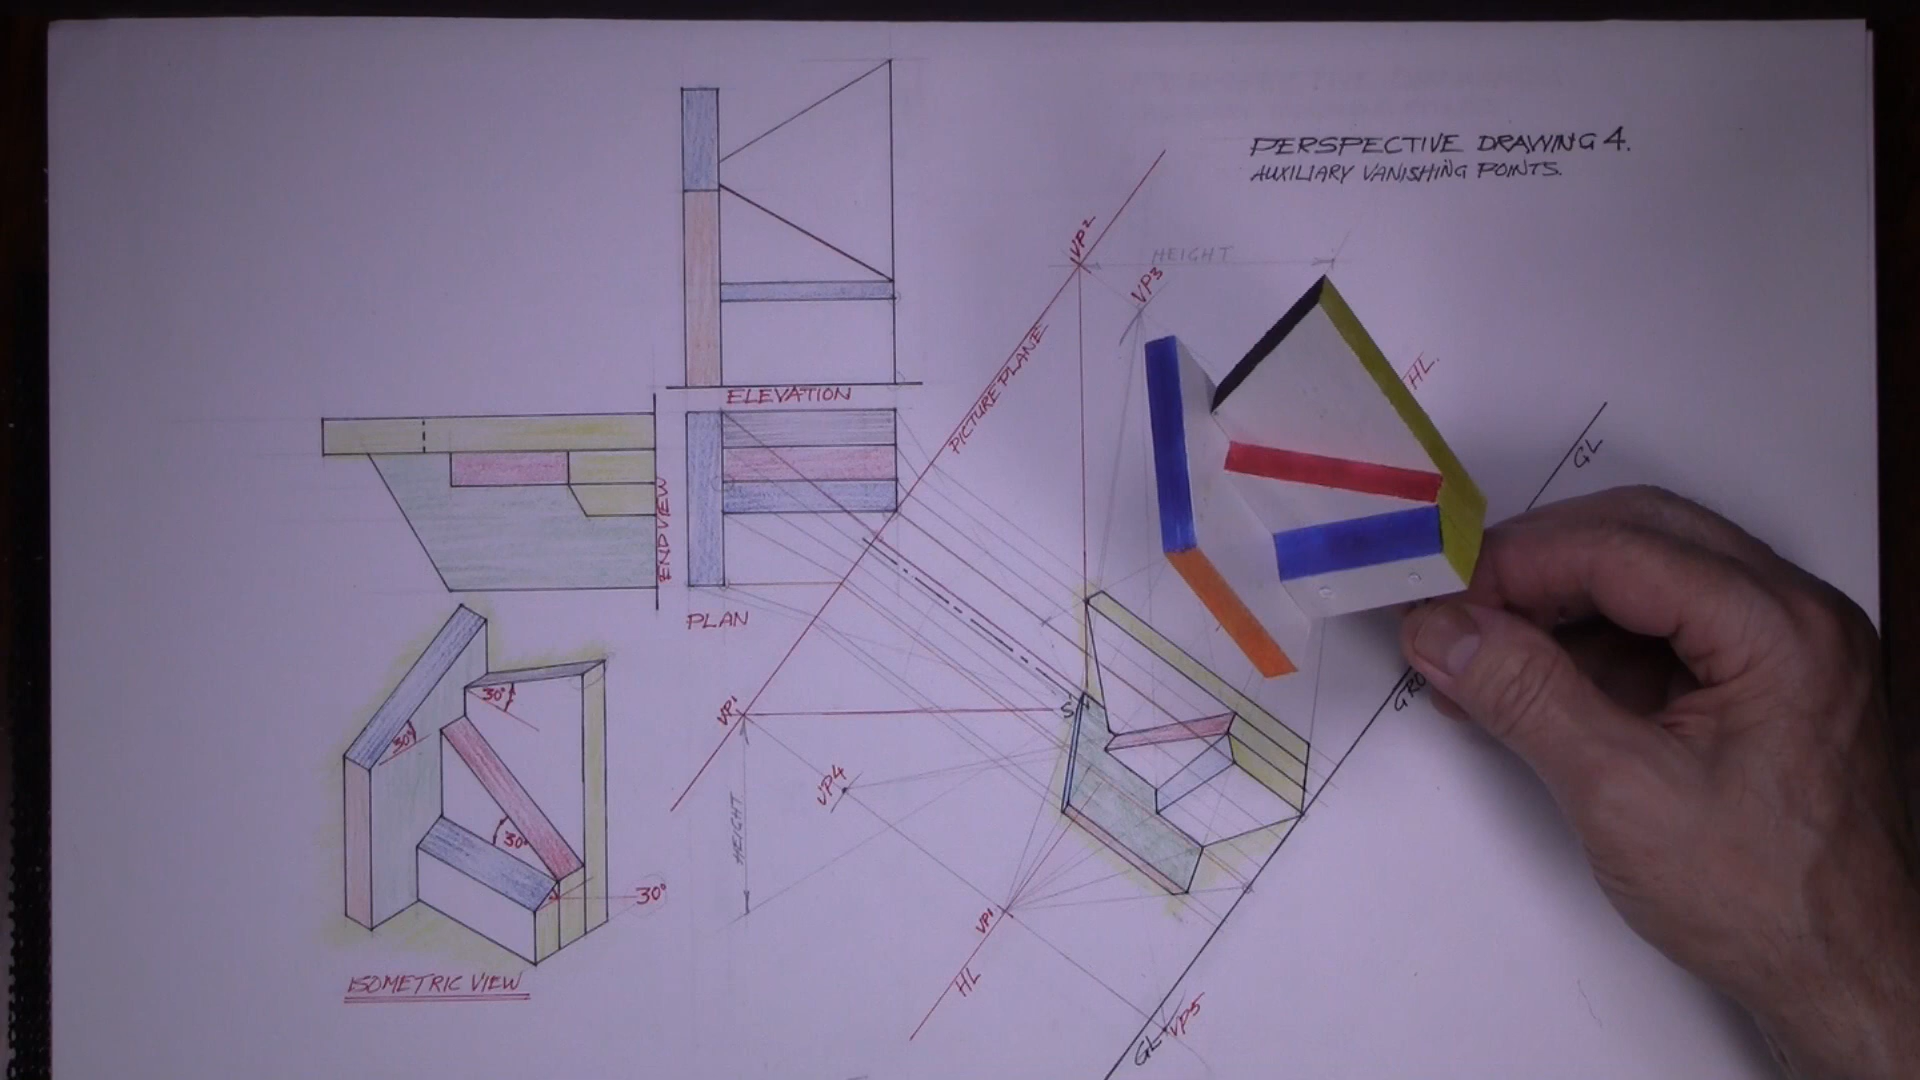 PERSPECTIVE DRAWING 4.
AUXILIARY VANISHING POINTS.
VP2
HEIGHT
VP3
PICTURE PLANE
HL.
GL
ELEVATION
END VIEW
PLAN
VP1
S
VP4
HEIGHT
30°
30°
30°
30°
VP1
HL
ISOMETRIC VIEW
VP5
GL